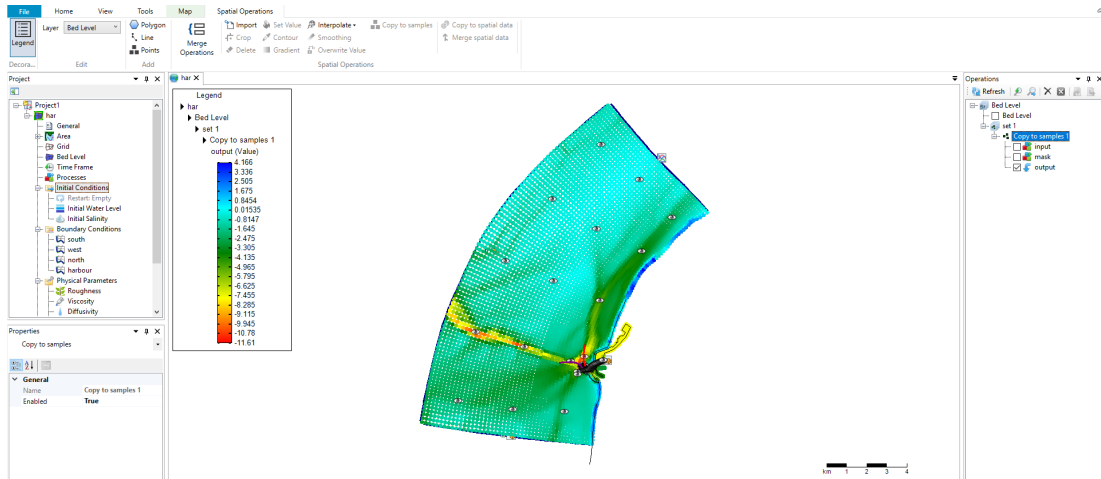 File Home View Tools Map Spatial Operations
Legend
Layer Bed Level
Polygon
Line
Points
Merge Operations
Import Set Value Interpolate Copy to samples Copy to spatial data
Crop Contour Smoothing Merge spatial data
Delete Gradient Overwrite Value
Decora... Edit Add Spatial Operations
Project
Project1
har
General
Area
Grid
Bed Level
Time Frame
Processes
Initial Conditions
Restart: Empty
Initial Water Level
Initial Salinity
Boundary Conditions
south
west
north
harbour
Physical Parameters
Roughness
Viscosity
Diffusivity
Properties
Copy to samples
General
Name Copy to samples 1
Enabled True
har
Legend
har
Bed Level
set 1
Copy to samples 1
output (Value)
4.166
3.336
2.505
1.675
0.8454
0.01535
-0.8147
-1.645
-2.475
-3.305
-4.135
-4.965
-5.795
-6.625
-7.455
-8.285
-9.115
-9.945
-10.78
-11.61
km 1 2 3 4
Operations
Refresh
Bed Level
Bed Level
set 1
Copy to samples 1
input
mask
output